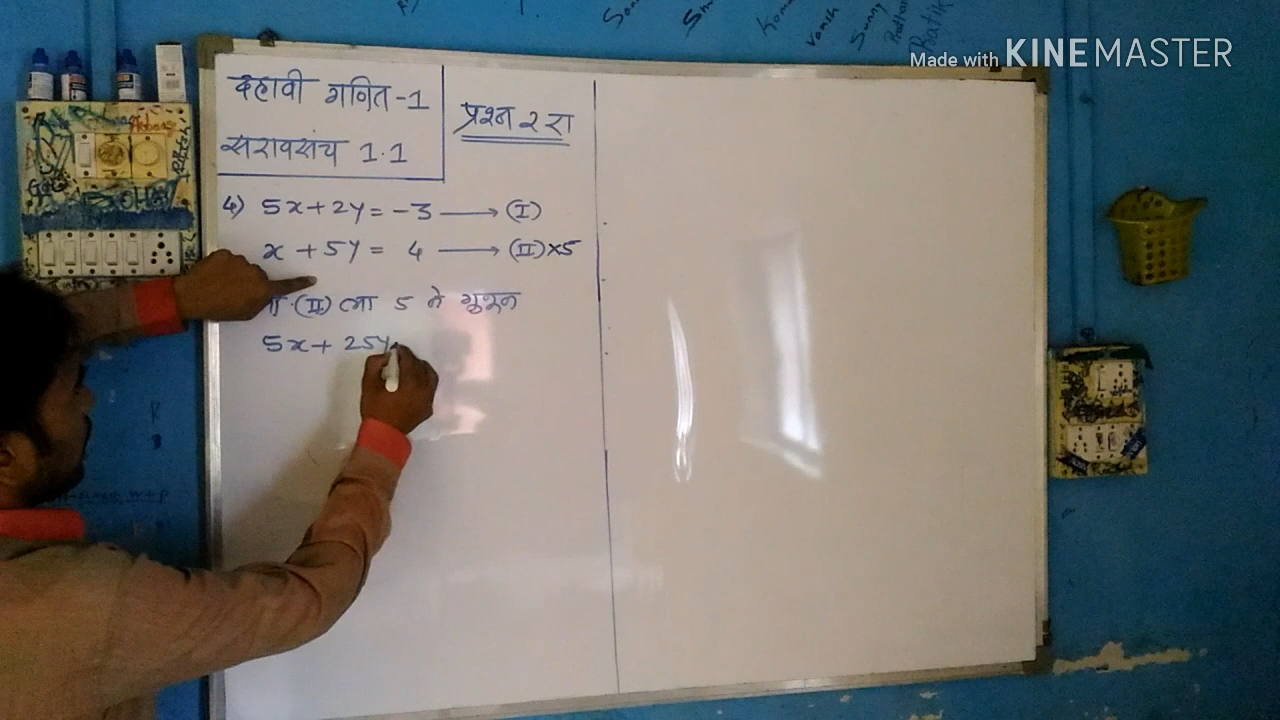 Made with KINEMASTER
दहावी गणित-1
सरावसंच 1.1
प्रश्न २ रा
4) 5x+2y = -3 ⟶ (I)
x + 5y = 4 ⟶ (II)×5
(II) ला 5 ने गुणून
5x + 25y